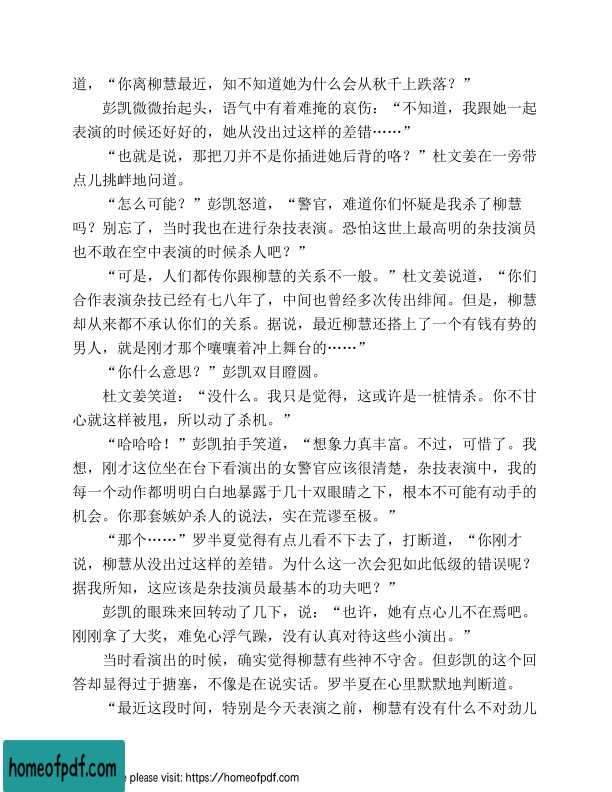 道，“你离柳慧最近，知不知道她为什么会从秋千上跌落？”
彭凯微微抬起头，语气中有着难掩的哀伤：“不知道，我跟她一起
表演的时候还好好的，她从没出过这样的差错……”
“也就是说，那把刀并不是你插进她后背的咯？”杜文姜在一旁带
点儿挑衅地问道。
“怎么可能？”彭凯怒道，“警官，难道你们怀疑是我杀了柳慧
吗？别忘了，当时我也在进行杂技表演。恐怕这世上最高明的杂技演员
也不敢在空中表演的时候杀人吧？”
“可是，人们都传你跟柳慧的关系不一般。”杜文姜说道，“你们
合作表演杂技已经有七八年了，中间也曾经多次传出绯闻。但是，柳慧
却从来都不承认你们的关系。据说，最近柳慧还搭上了一个有钱有势的
男人，就是刚才那个嚷嚷着冲上舞台的……”
“你什么意思？”彭凯双目瞪圆。
杜文姜笑道：“没什么。我只是觉得，这或许是一桩情杀。你不甘
心就这样被甩，所以动了杀机。”
“哈哈哈！”彭凯拍手笑道，“想象力真丰富。不过，可惜了。我
想，刚才这位坐在台下看演出的女警官应该很清楚，杂技表演中，我的
每一个动作都明明白白地暴露于几十双眼睛之下，根本不可能有动手的
机会。你那套嫉妒杀人的说法，实在荒谬至极。”
“那个……”罗半夏觉得有点儿看不下去了，打断道，“你刚才
说，柳慧从没出过这样的差错。为什么这一次会犯如此低级的错误呢？
据我所知，这应该是杂技演员最基本的功夫吧？”
彭凯的眼珠来回转动了几下，说：“也许，她有点心儿不在焉吧。
刚刚拿了大奖，难免心浮气躁，没有认真对待这些小演出。”
当时看演出的时候，确实觉得柳慧有些神不守舍。但彭凯的这个回
答却显得过于搪塞，不像是在说实话。罗半夏在心里默默地判断道。
“最近这段时间，特别是今天表演之前，柳慧有没有什么不对劲儿
homeofpdf.com
e please visit: https://homeofpdf.com